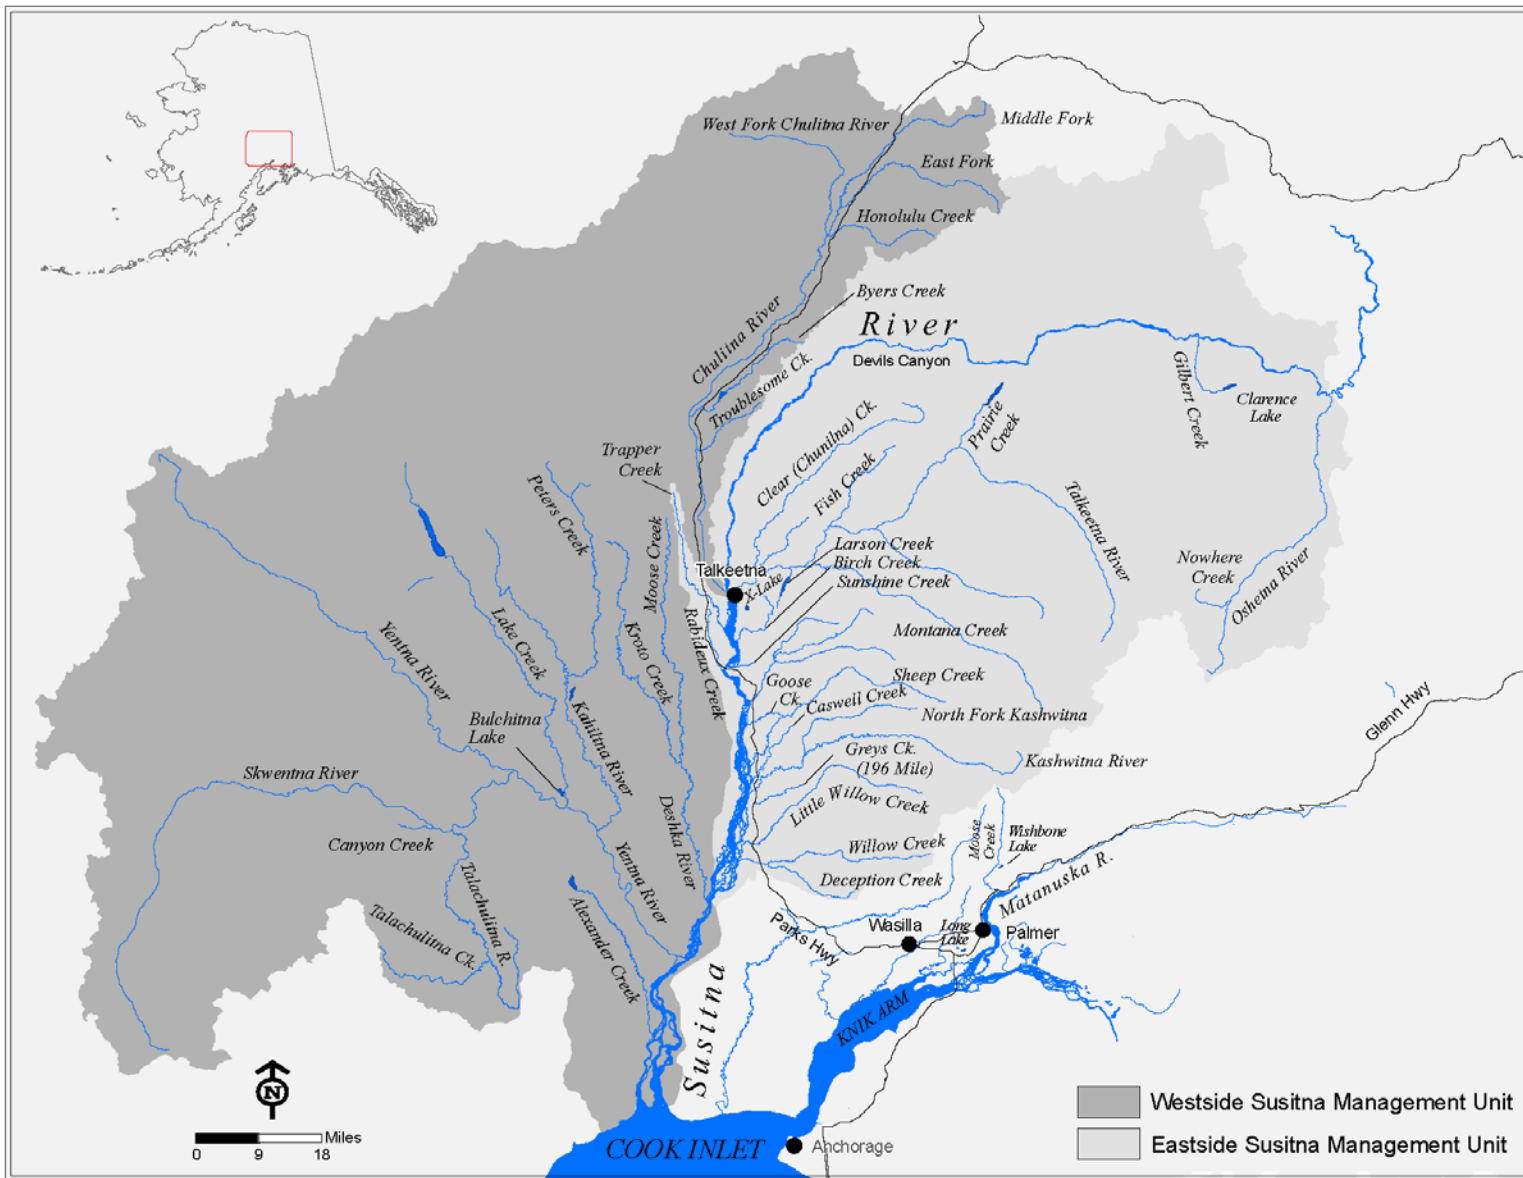 West Fork Chulitna River
Middle Fork
East Fork
Honolulu Creek
Byers Creek
River
Chulitna River
Devils Canyon
Troublesome Ck.
Gilbert Creek
Clarence
Lake
Prairie
Creek
Clear (Chunilna) Ck.
Trapper
Creek
Fish Creek
Peters Creek
Talkeetna River
Moose Creek
Larson Creek
Birch Creek
Sunshine Creek
Nowhere
Creek
Oshetna River
Talkeetna
X-Lake
Yentna River
Lake Creek
Kroto Creek
Rabideux Creek
Montana Creek
Sheep Creek
Goose
Ck.
Caswell Creek
North Fork Kashwitna
Bulchitna
Lake
Kahiltna River
Glenn Hwy
Skwentna River
Greys Ck.
(196 Mile)
Kashwitna River
Little Willow Creek
Deshka River
Canyon Creek
Willow Creek
Moose
Creek
Wishbone
Lake
Yentna River
Talachulitna R.
Deception Creek
Matanuska R.
Alexander Creek
Talachulitna Ck.
Parks Hwy
Wasilla
Long
Lake
Palmer
Susitna
KNIK ARM
N
Miles
0 9 18
COOK INLET
Anchorage
Westside Susitna Management Unit
Eastside Susitna Management Unit